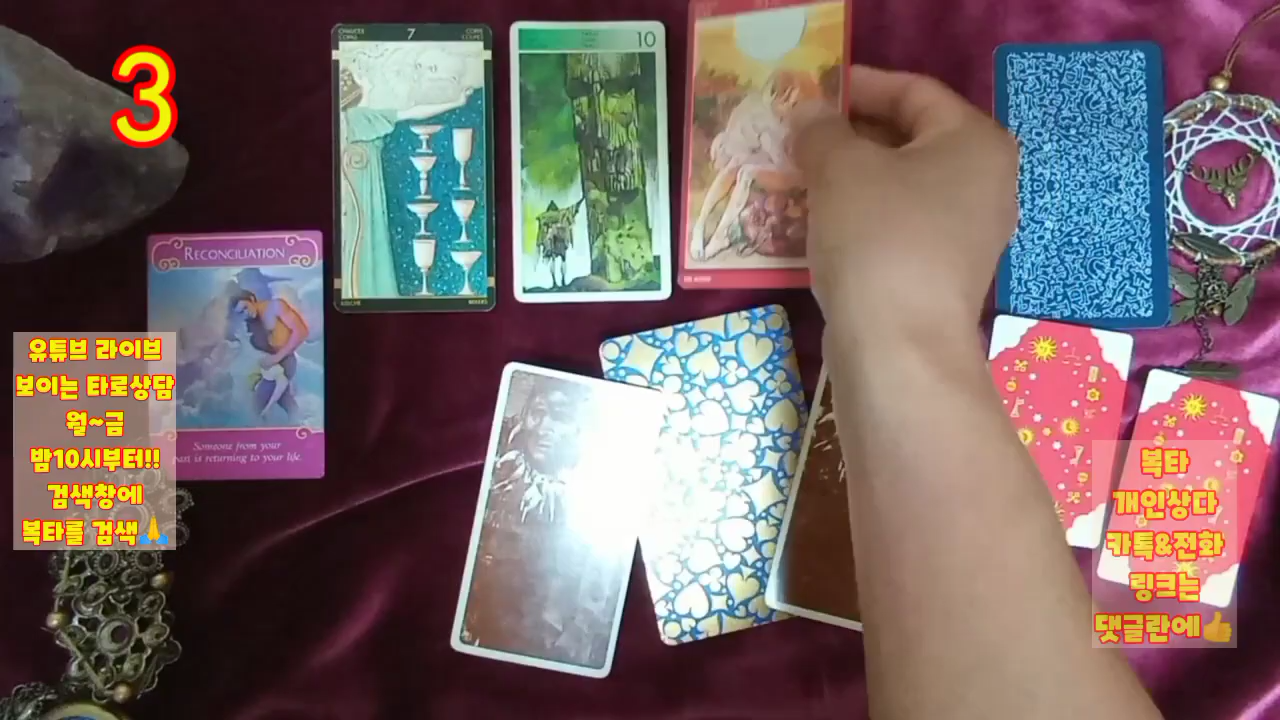 3
7
10
RECONCILIATION
Someone from your
past is returning to your life.
유튜브 라이브
보이는 타로상담
월~금
밤10시부터!!
검색창에
복타를 검색🙏
복타
개인상다
카톡&전화
링크는
댓글란에👍